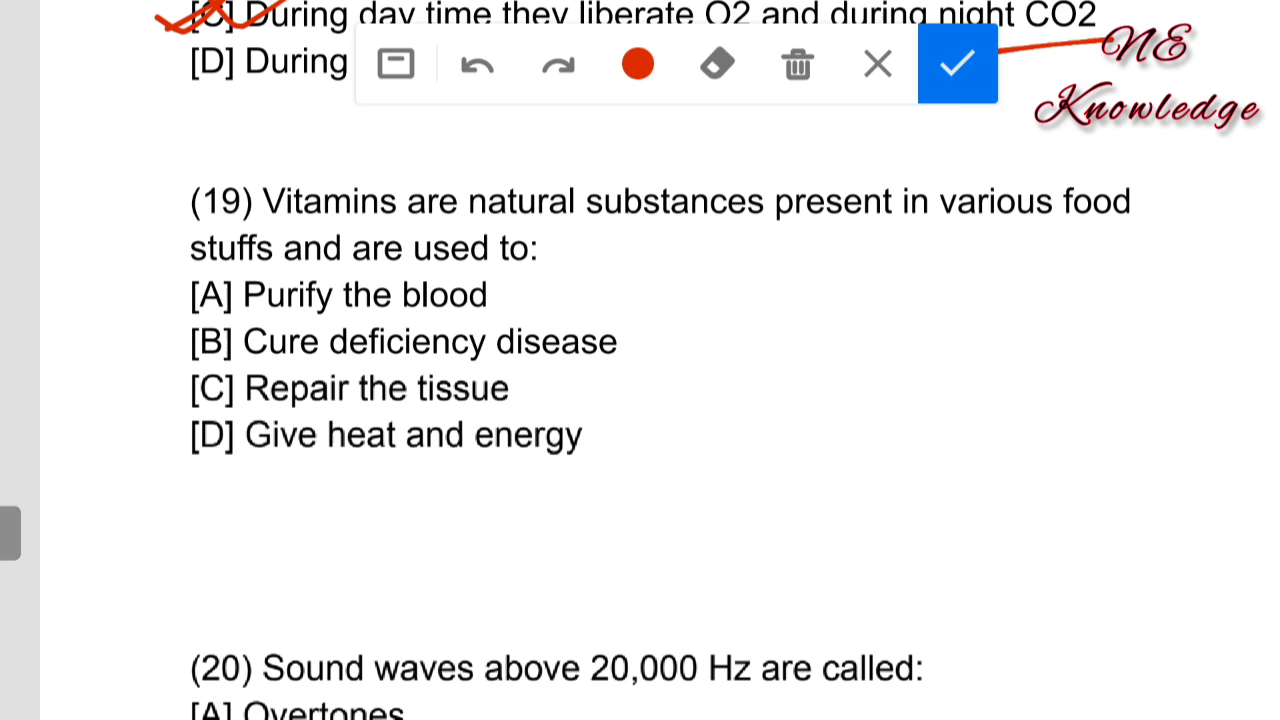 [C] During day time they liberate O2 and during night CO2
[D] During
NE
Knowledge
(19) Vitamins are natural substances present in various food
stuffs and are used to:
[A] Purify the blood
[B] Cure deficiency disease
[C] Repair the tissue
[D] Give heat and energy
(20) Sound waves above 20,000 Hz are called:
[A] Overtones